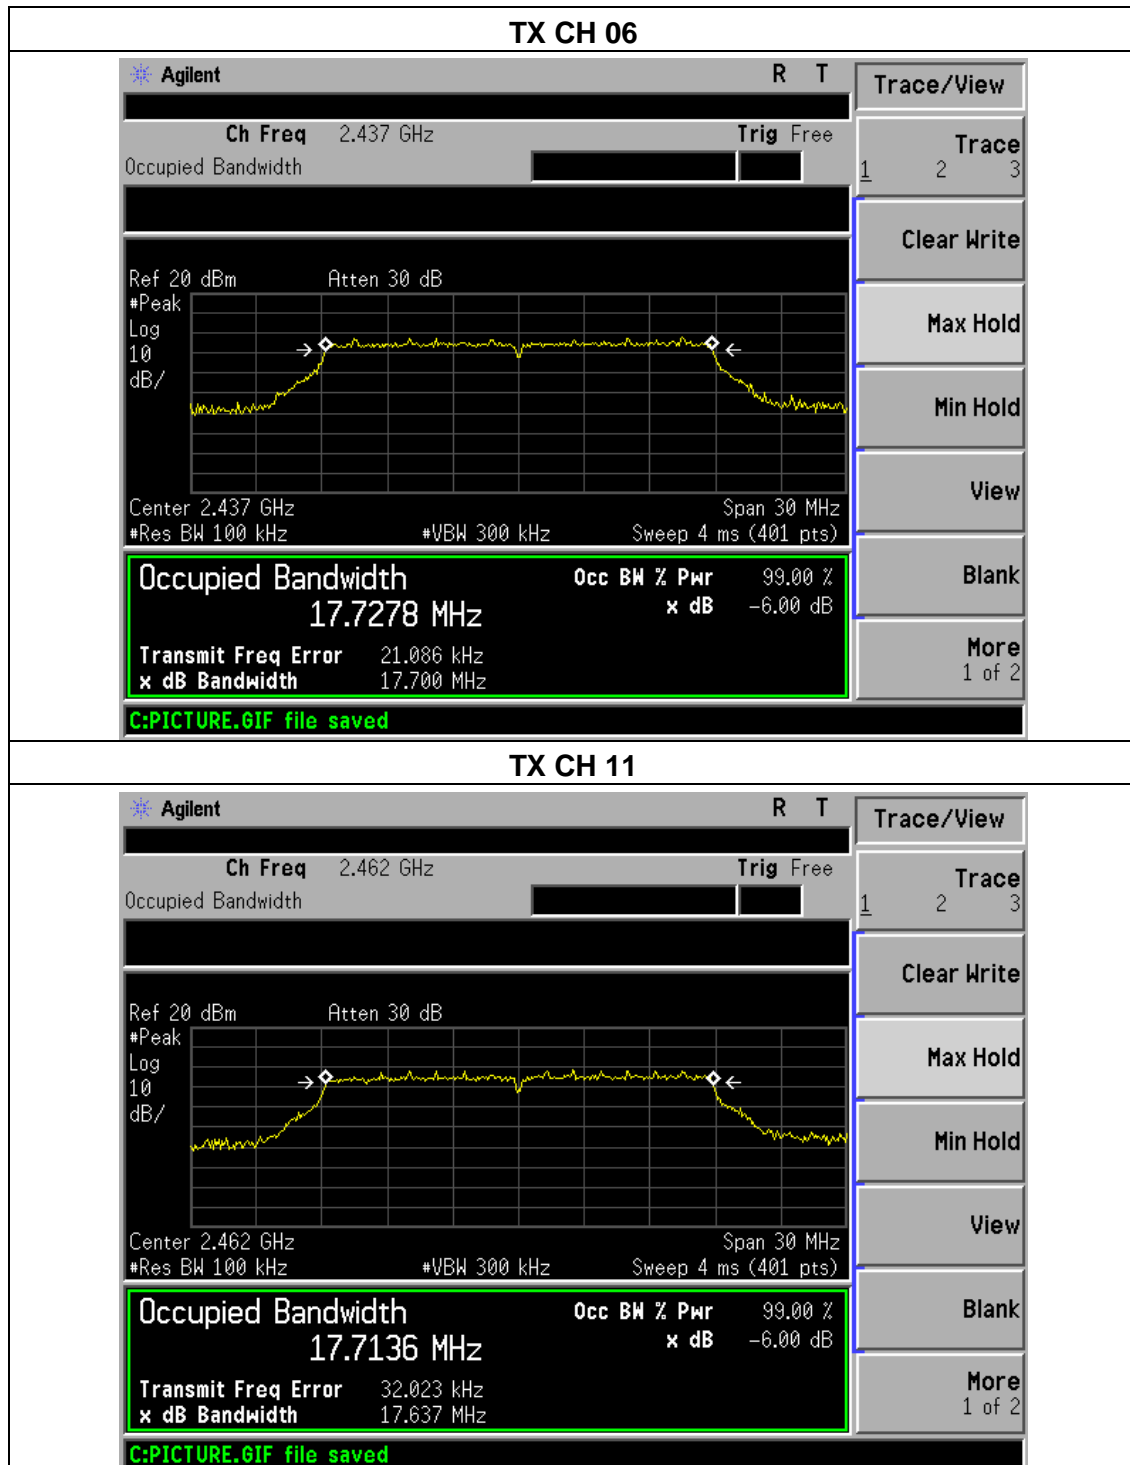 TX CH 06
Agilent R T
Trace/View
Ch Freq 2.437 GHz Trig Free
Occupied Bandwidth
Trace
1 2 3
Clear Write
Ref 20 dBm Atten 30 dB
#Peak
Log
10
dB/
Max Hold
Min Hold
View
Center 2.437 GHz Span 30 MHz
#Res BW 100 kHz #VBW 300 kHz Sweep 4 ms (401 pts)
Occupied Bandwidth Occ BW % Pwr 99.00 %
17.7278 MHz x dB -6.00 dB
Blank
Transmit Freq Error 21.086 kHz
x dB Bandwidth 17.700 MHz
More
1 of 2
C:PICTURE.GIF file saved
TX CH 11
Agilent R T
Trace/View
Ch Freq 2.462 GHz Trig Free
Occupied Bandwidth
Trace
1 2 3
Clear Write
Ref 20 dBm Atten 30 dB
#Peak
Log
10
dB/
Max Hold
Min Hold
View
Center 2.462 GHz Span 30 MHz
#Res BW 100 kHz #VBW 300 kHz Sweep 4 ms (401 pts)
Occupied Bandwidth Occ BW % Pwr 99.00 %
17.7136 MHz x dB -6.00 dB
Blank
Transmit Freq Error 32.023 kHz
x dB Bandwidth 17.637 MHz
More
1 of 2
C:PICTURE.GIF file saved